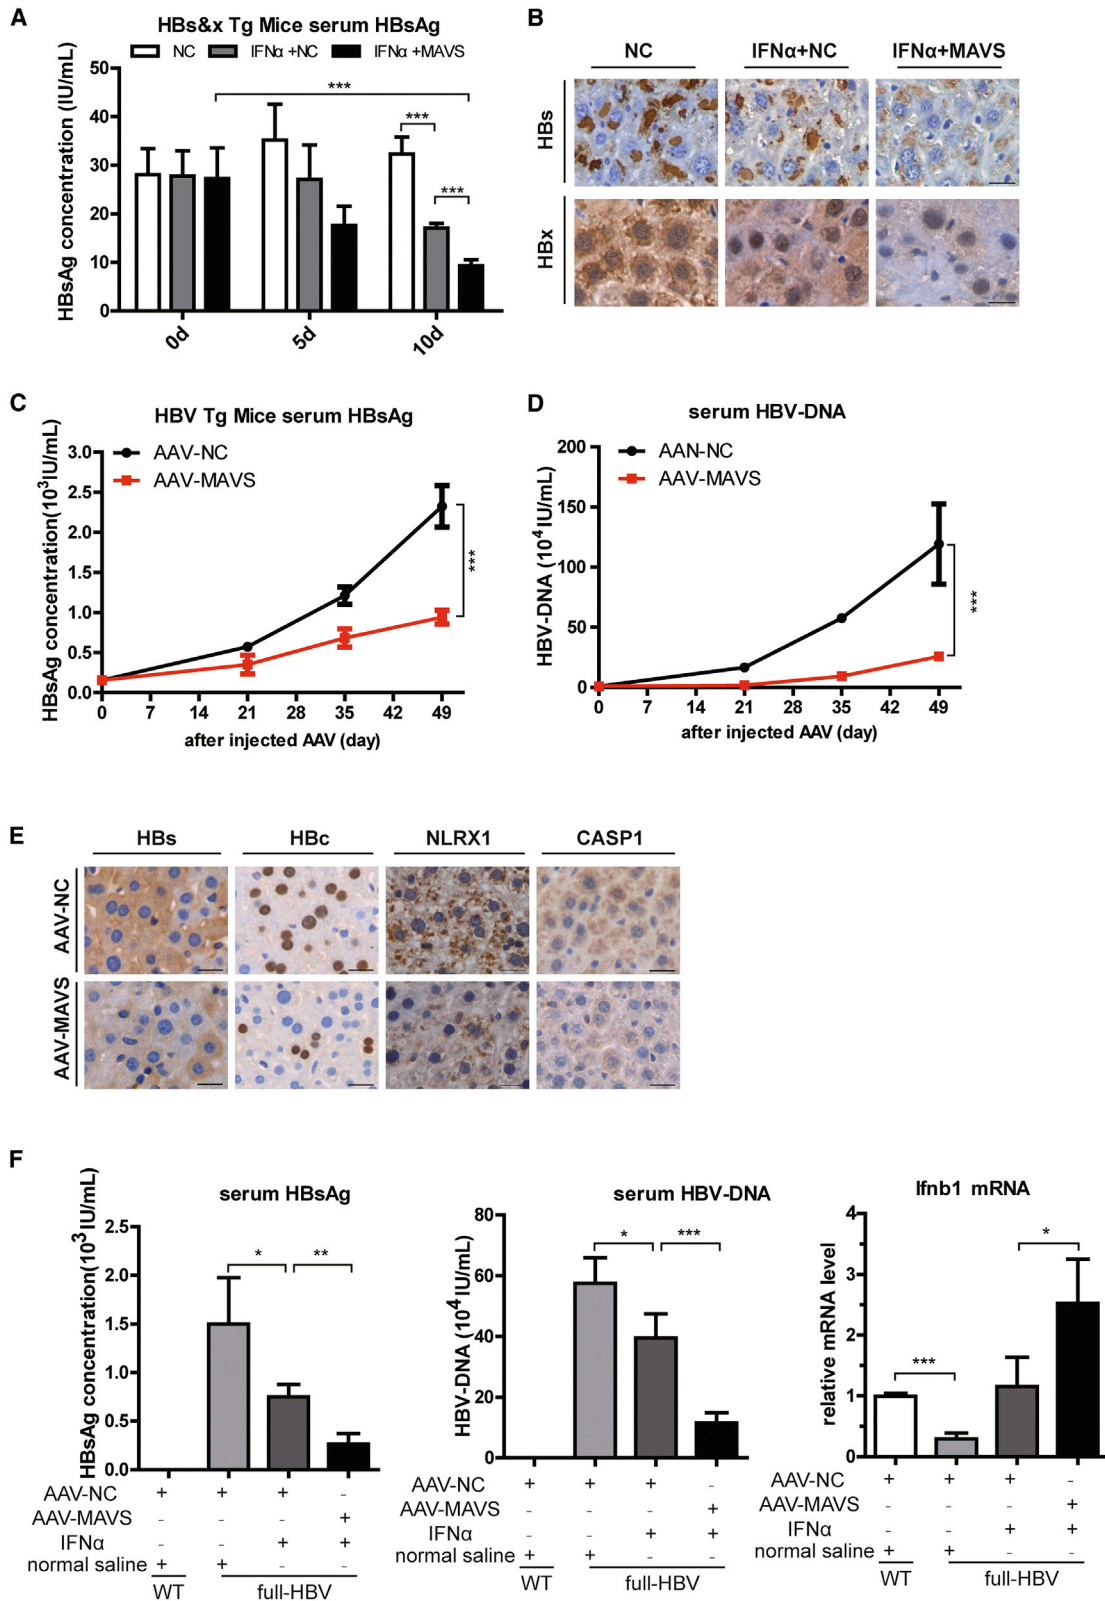 A
HBs&x Tg Mice serum HBsAg
NC IFNα +NC IFNα +MAVS
HBsAg concentration (IU/mL)
50
40
30
20
10
0
***
***
***
0d 5d 10d
B
NC IFNα+NC IFNα+MAVS
HBs
HBx
C
HBV Tg Mice serum HBsAg
AAV-NC
AAV-MAVS
HBsAg concentration(10³IU/mL)
3.0
2.5
2.0
1.5
1.0
0.5
0.0
***
0 7 14 21 28 35 42 49
after injected AAV (day)
D
serum HBV-DNA
AAN-NC
AAV-MAVS
HBV-DNA (10⁴ IU/mL)
200
150
100
50
0
***
0 7 14 21 28 35 42 49
after injected AAV (day)
E
HBs HBc NLRX1 CASP1
AAV-NC
AAV-MAVS
F
serum HBsAg
HBsAg concentration(10³ IU/mL)
2.5
2.0
1.5
1.0
0.5
0.0
* **
AAV-NC + + + -
AAV-MAVS - - - +
IFNα - - + +
normal saline + + - -
WT full-HBV
serum HBV-DNA
HBV-DNA (10⁴ IU/mL)
80
60
40
20
0
* ***
AAV-NC + + + -
AAV-MAVS - - - +
IFNα - - + +
normal saline + + - -
WT full-HBV
Ifnb1 mRNA
relative mRNA level
4
3
2
1
0
*** *
AAV-NC + + + -
AAV-MAVS - - - +
IFNα - - + +
normal saline + + - -
WT full-HBV